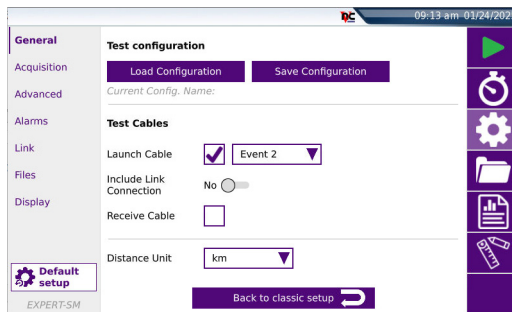 09:13 am 01/24/202
General
Acquisition
Advanced
Alarms
Link
Files
Display
Default
setup
EXPERT-SM
Test configuration
Load Configuration
Save Configuration
Current Config. Name:
Test Cables
Launch Cable
Event 2
Include Link
Connection
No
Receive Cable
Distance Unit
km
Back to classic setup